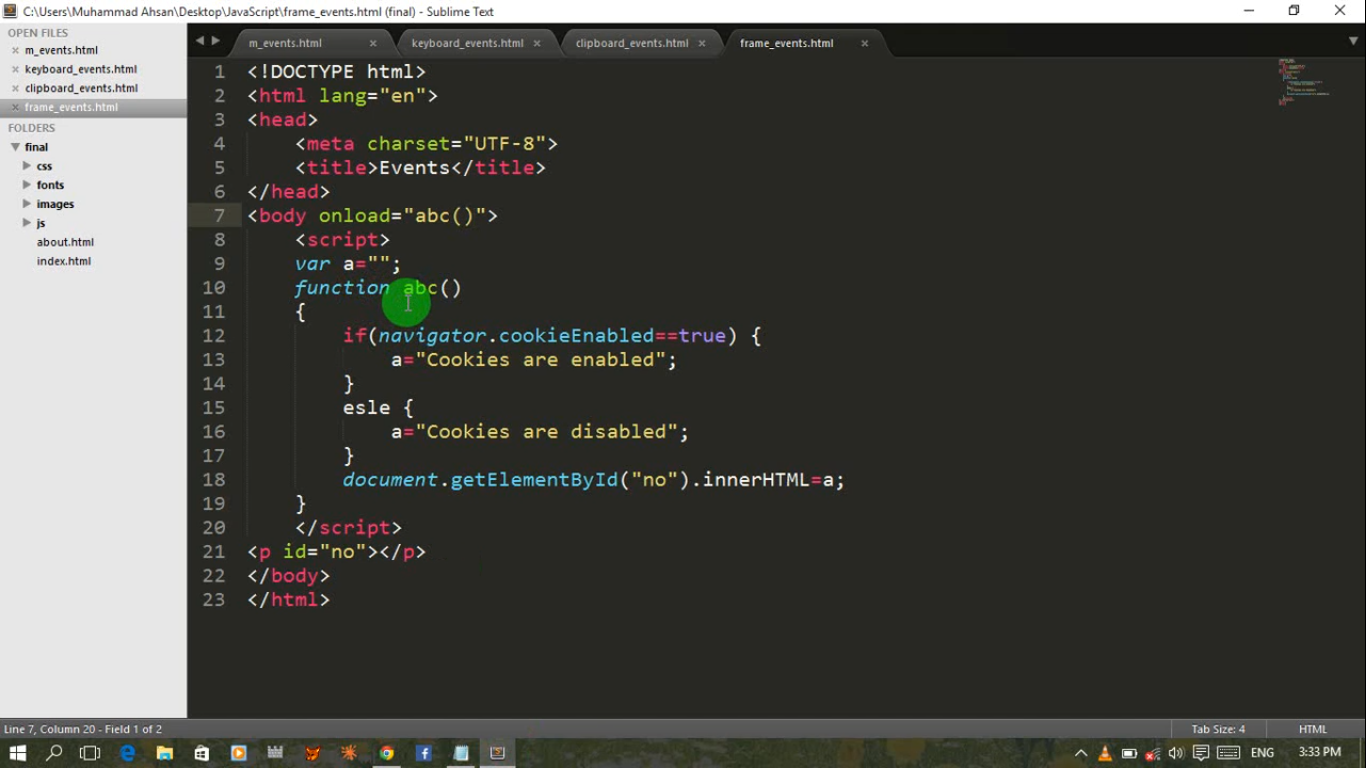 C:\Users\Muhammad Ahsan\Desktop\JavaScript\frame_events.html (final) - Sublime Text
OPEN FILES
m_events.html
keyboard_events.html
clipboard_events.html
frame_events.html
FOLDERS
final
css
fonts
images
js
about.html
index.html
m_events.html keyboard_events.html clipboard_events.html frame_events.html
1 <!DOCTYPE html>
2 <html lang="en">
3 <head>
4 <meta charset="UTF-8">
5 <title>Events</title>
6 </head>
7 <body onload="abc()">
8 <script>
9 var a="";
10 function abc()
11 {
12 if(navigator.cookieEnabled==true) {
13 a="Cookies are enabled";
14 }
15 esle {
16 a="Cookies are disabled";
17 }
18 document.getElementById("no").innerHTML=a;
19 }
20 </script>
21 <p id="no"></p>
22 </body>
23 </html>
Line 7, Column 20 - Field 1 of 2 Tab Size: 4 HTML
ENG 3:33 PM